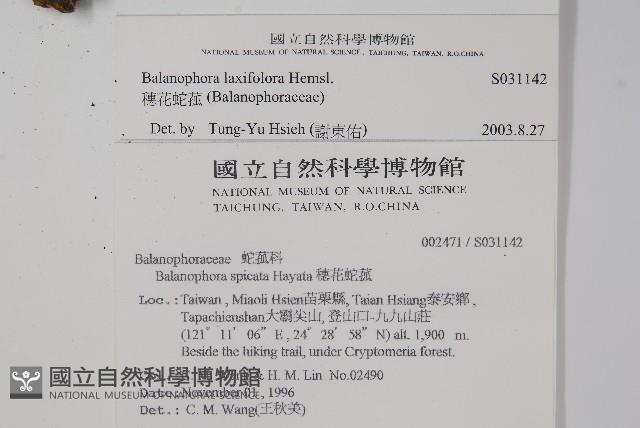 國立自然科學博物館
NATIONAL MUSEUM OF NATURAL SCIENCE, TAICHUNG, TAIWAN, R.O.CHINA
Balanophora laxifolora Hemsl. S031142
穗花蛇菰 (Balanophoraceae)
Det. by Tung-Yu Hsieh (謝東佑) 2003.8.27
國立自然科學博物館
NATIONAL MUSEUM OF NATURAL SCIENCE
TAICHUNG, TAIWAN, R.O.CHINA
002471 / S031142
Balanophoraceae 蛇菰科
Balanophora spicata Hayata 穗花蛇菰
Loc.: Taiwan, Miaoli Hsien苗栗縣, Taian Hsiang泰安鄉,
Tapachienshan大霸尖山, 登山口-九九山莊
(121° 11' 06" E, 24° 28' 58" N) alt. 1,900 m.
Beside the hiking trail, under Cryptomeria forest.
& H. M. Lin No.02490
Date: November 01, 1996
Det.: C. M. Wang(王秋美)
國立自然科學博物館
NATIONAL MUSEUM OF NATURAL SCIENCE